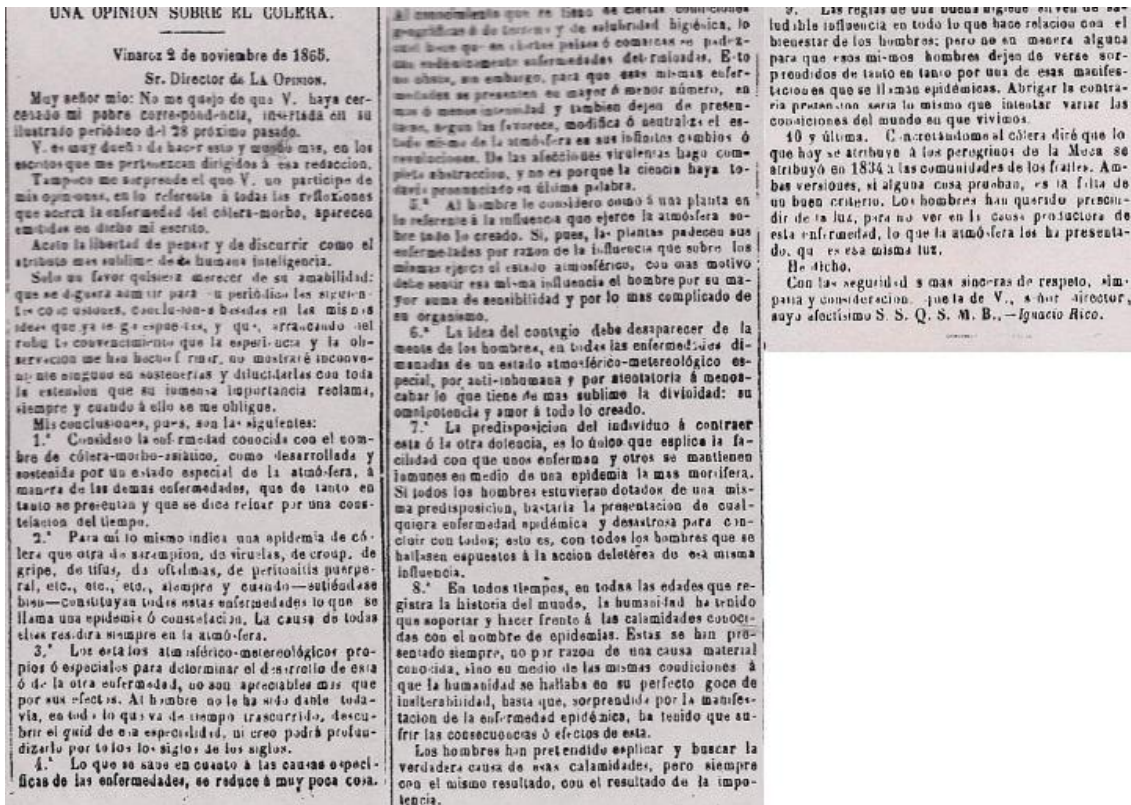 UNA OPINION SOBRE EL COLERA.
Vinaroz 2 de noviembre de 1865.
Sr. Director de LA OPINION.
Muy señor mio: No me quejo de que V. haya cer-
cenado mi pobre correspondencia, insertada en su
ilustrado periódico del 28 próximo pasado.
V. es muy dueño de hacer esto y mucho mas, en los
escritos que me pertenezcan dirigidos á esa redaccion.
Tampoco me sorprende el que V. no participe de
mis opiniones, en lo referente á todas las reflexiones
que acerca la enfermedad del cólera-morbo, aparecen
emitidas en dicho mi escrito.
Acato la libertad de pensar y de discurrir como el
atributo mas sublime de la humana inteligencia.
Solo un favor quisiera merecer de su amabilidad:
que se dignara admitir para su periódico las siguien-
tes conclusiones, conclusiones basadas en las mismas
ideas que ya tengo espuestas, y que, arrancando del
robusto convencimiento que la esperiencia y la ob-
servacion me han hecho formar, no mostraré inconve-
niente ninguno en sostenerlas y dilucidarlas con toda
la estension que su inmensa importancia reclama,
siempre y cuando á ello se me obligue.
Mis conclusiones, pues, son las siguientes:
1.ª Considero la enfermedad conocida con el nom-
bre de cólera-morbo-asiático, como desarrollada y
sostenida por un estado especial de la atmósfera, á
manera de las demas enfermedades, que de tanto en
tanto se presentan y que se dice reinar por una cons-
telacion del tiempo.
2.ª Para mí lo mismo indica una epidemia de có-
lera que otra de sarampion, de viruelas, de croup, de
gripe, de tifus, de oftalmias, de peritonitis puerpe-
ral, etc., etc., etc., siempre y cuando—entiéndase
bien—constituyan todas estas enfermedades lo que se
llama una epidemia ó constelacion. La causa de todas
ellas residirá siempre en la atmósfera.
3.ª Los estados atmosférico-metereológicos pro-
pios ó especiales para determinar el desarrollo de esta
ó de la otra enfermedad, no son apreciables mas que
por sus efectos. Al hombre no le ha sido dable toda-
vía, en todo lo que va de tiempo trascurrido, descu-
brir el quid de esa especialidad, ni creo podrá profun-
dizarlo por todos los siglos de los siglos.
4.ª Lo que se sabe en cuanto á las causas especí-
ficas de las enfermedades, se reduce á muy poca cosa.
Al conocimiento que se tiene de ciertas condiciones
geográficas de terreno y de salubridad higiénica, lo
cual hace que en ciertos paises ó comarcas se padez-
can endémicamente enfermedades determinadas. Esto
no obsta, sin embargo, para que esas mismas enfer-
medades se presenten en mayor ó menor número, en
mas ó menos intensidad y tambien dejen de presen-
tarse, segun las favorece, modifica ó neutraliza el es-
tado mismo de la atmósfera en sus infinitos cambios ó
revoluciones. De las afecciones virulentas hago com-
pleta abstraccion, y no es porque la ciencia haya to-
davía pronunciado su última palabra.
5.ª Al hombre le considero como á una planta en
lo referente á la influencia que ejerce la atmósfera so-
bre todo lo creado. Si, pues, las plantas padecen sus
enfermedades por razon de la influencia que sobre las
mismas ejerce el estado atmosférico, con mas motivo
debe sentir esa misma influencia el hombre por su ma-
yor suma de sensibilidad y por lo mas complicado de
su organismo.
6.ª La idea del contagio debe desaparecer de la
mente de los hombres, en todas las enfermedades di-
manadas de un estado atmosférico-metereológico es-
pecial, por anti-inhumana y por atentatoria á menos-
cabar lo que tiene de mas sublime la divinidad: su
omnipotencia y amor á todo lo creado.
7.ª La predisposicion del individuo á contraer
esta ó la otra dolencia, es lo único que esplica la fa-
cilidad con que unos enferman y otros se mantienen
inmunes en medio de una epidemia la mas mortífera.
Si todos los hombres estuvieran dotados de una mis-
ma predisposicion, bastaria la presentacion de cual-
quiera enfermedad epidémica y desastrosa para con-
cluir con todos; esto es, con todos los hombres que se
hallasen espuestos á la accion deletérea de esa misma
influencia.
8.ª En todos tiempos, en todas las edades que re-
gistra la historia del mundo, la humanidad ha tenido
que soportar y hacer frente á las calamidades conoci-
das con el nombre de epidemias. Estas se han pre-
sentado siempre, no por razon de una causa material
conocida, sino en medio de las mismas condiciones á
que la humanidad se hallaba en su perfecto goce de
inalterabilidad, hasta que, sorprendida por la manifes-
tacion de la enfermedad epidémica, ha tenido que su-
frir las consecuencias ó efectos de esta.
Los hombres han pretendido esplicar y buscar la
verdadera causa de esas calamidades, pero siempre
con el mismo resultado, con el resultado de la impo-
tencia.
9. Las reglas de una buena higiene sirven de sa-
ludable influencia en todo lo que hace relacion con el
bienestar de los hombres; pero no en manera alguna
para que esos mismos hombres dejen de verse sor-
prendidos de tanto en tanto por una de esas manifes-
taciones que se llaman epidémicas. Abrigar la contra-
ria pretension seria lo mismo que intentar variar las
condiciones del mundo en que vivimos.
10 y última. Concretándome al cólera diré que lo
que hoy se atribuye á los peregrinos de la Meca se
atribuyó en 1834 á las comunidades de los frailes. Am-
bas versiones, si alguna cosa prueban, es la falta de
un buen criterio. Los hombres han querido prescin-
dir de la luz, para no ver en la causa productora de
esta enfermedad, lo que la atmósfera les ha presenta-
do, que es esa misma luz.
He dicho.
Con las seguridades mas sinceras de respeto, sim-
patía y consideracion, queda de V., señor director,
suyo afectísimo S. S. Q. S. M. B.,—Ignacio Rico.